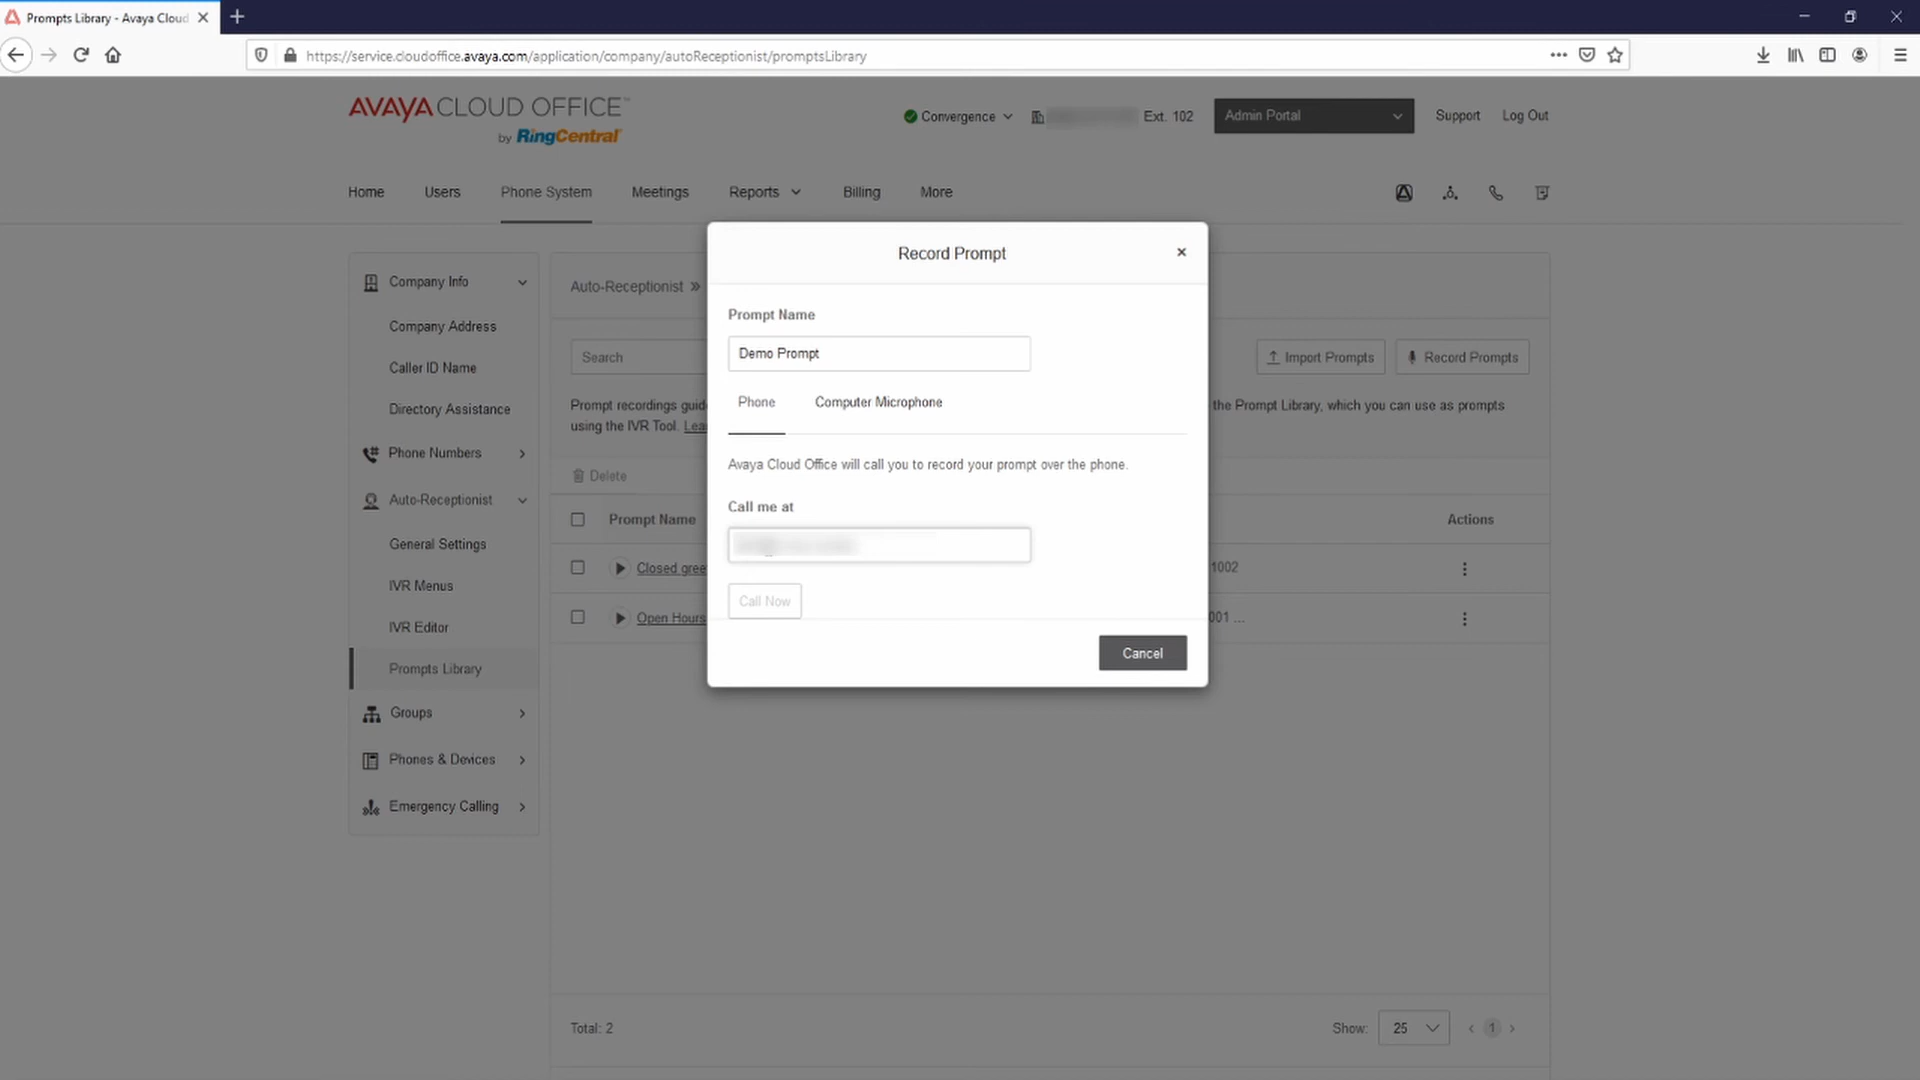 Prompts Library - Avaya Cloud
https://service.cloudoffice.avaya.com/application/company/autoReceptionist/promptsLibrary
AVAYA CLOUD OFFICE™
by RingCentral
Convergence
Ext. 102
Admin Portal
Support
Log Out
Home
Users
Phone System
Meetings
Reports
Billing
More
Company Info
Company Address
Caller ID Name
Directory Assistance
Phone Numbers
Auto-Receptionist
General Settings
IVR Menus
IVR Editor
Prompts Library
Groups
Phones & Devices
Emergency Calling
Auto-Receptionist »
Search
Import Prompts
Record Prompts
Prompt recordings
the Prompt Library, which you can use as prompts
using the IVR Tool.
Delete
Prompt Name
Actions
Closed
1002
Open Hours
...
Total: 2
Show:
25
‹ 1 ›
Record Prompt
×
Prompt Name
Demo Prompt
Phone
Computer Microphone
Avaya Cloud Office will call you to record your prompt over the phone.
Call me at
Call Now
Cancel